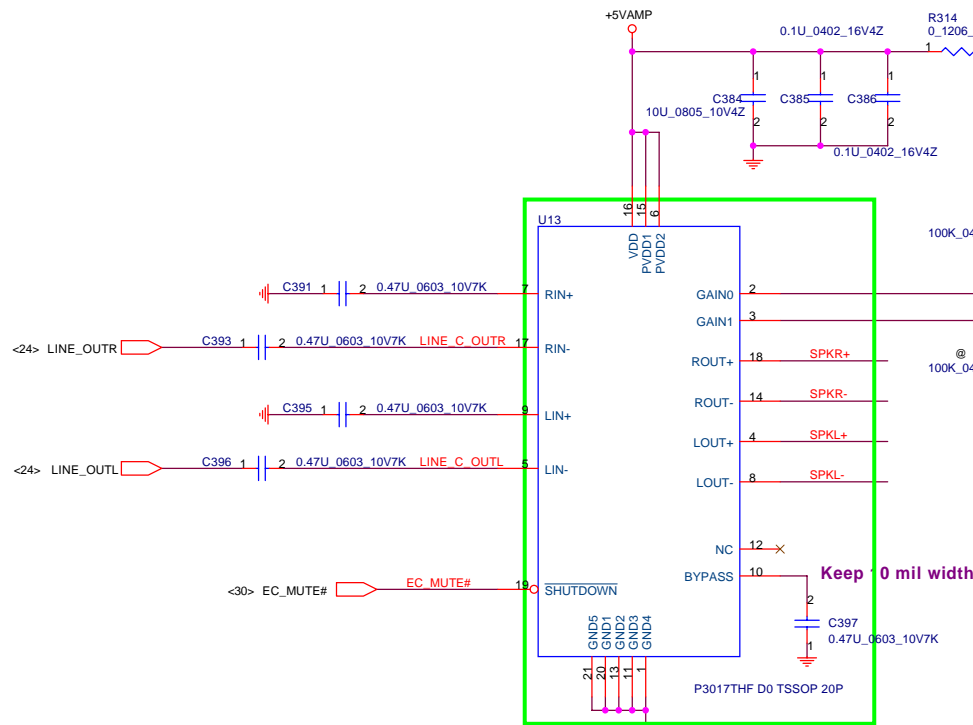 +5VAMP
0.1U_0402_16V4Z
R314
0_1206_
1
1 1 1
C384 C385 C386
10U_0805_10V4Z
2 2 2
0.1U_0402_16V4Z
U13
16 15 6
VDD PVDD1 PVDD2
100K_04
C391 1 2 0.47U_0603_10V7K 7 RIN+
GAIN0 2
GAIN1 3
<24> LINE_OUTR C393 1 2 0.47U_0603_10V7K LINE_C_OUTR 17 RIN-
ROUT+ 18 SPKR+
@
100K_04
ROUT- 14 SPKR-
C395 1 2 0.47U_0603_10V7K 9 LIN+
LOUT+ 4 SPKL+
<24> LINE_OUTL C396 1 2 0.47U_0603_10V7K LINE_C_OUTL 5 LIN-
LOUT- 8 SPKL-
NC 12
BYPASS 10
Keep 10 mil width
<30> EC_MUTE# EC_MUTE# 19 SHUTDOWN
2
C397
0.47U_0603_10V7K
1
GND5 GND1 GND2 GND3 GND4
21 20 13 11 1
P3017THF D0 TSSOP 20P